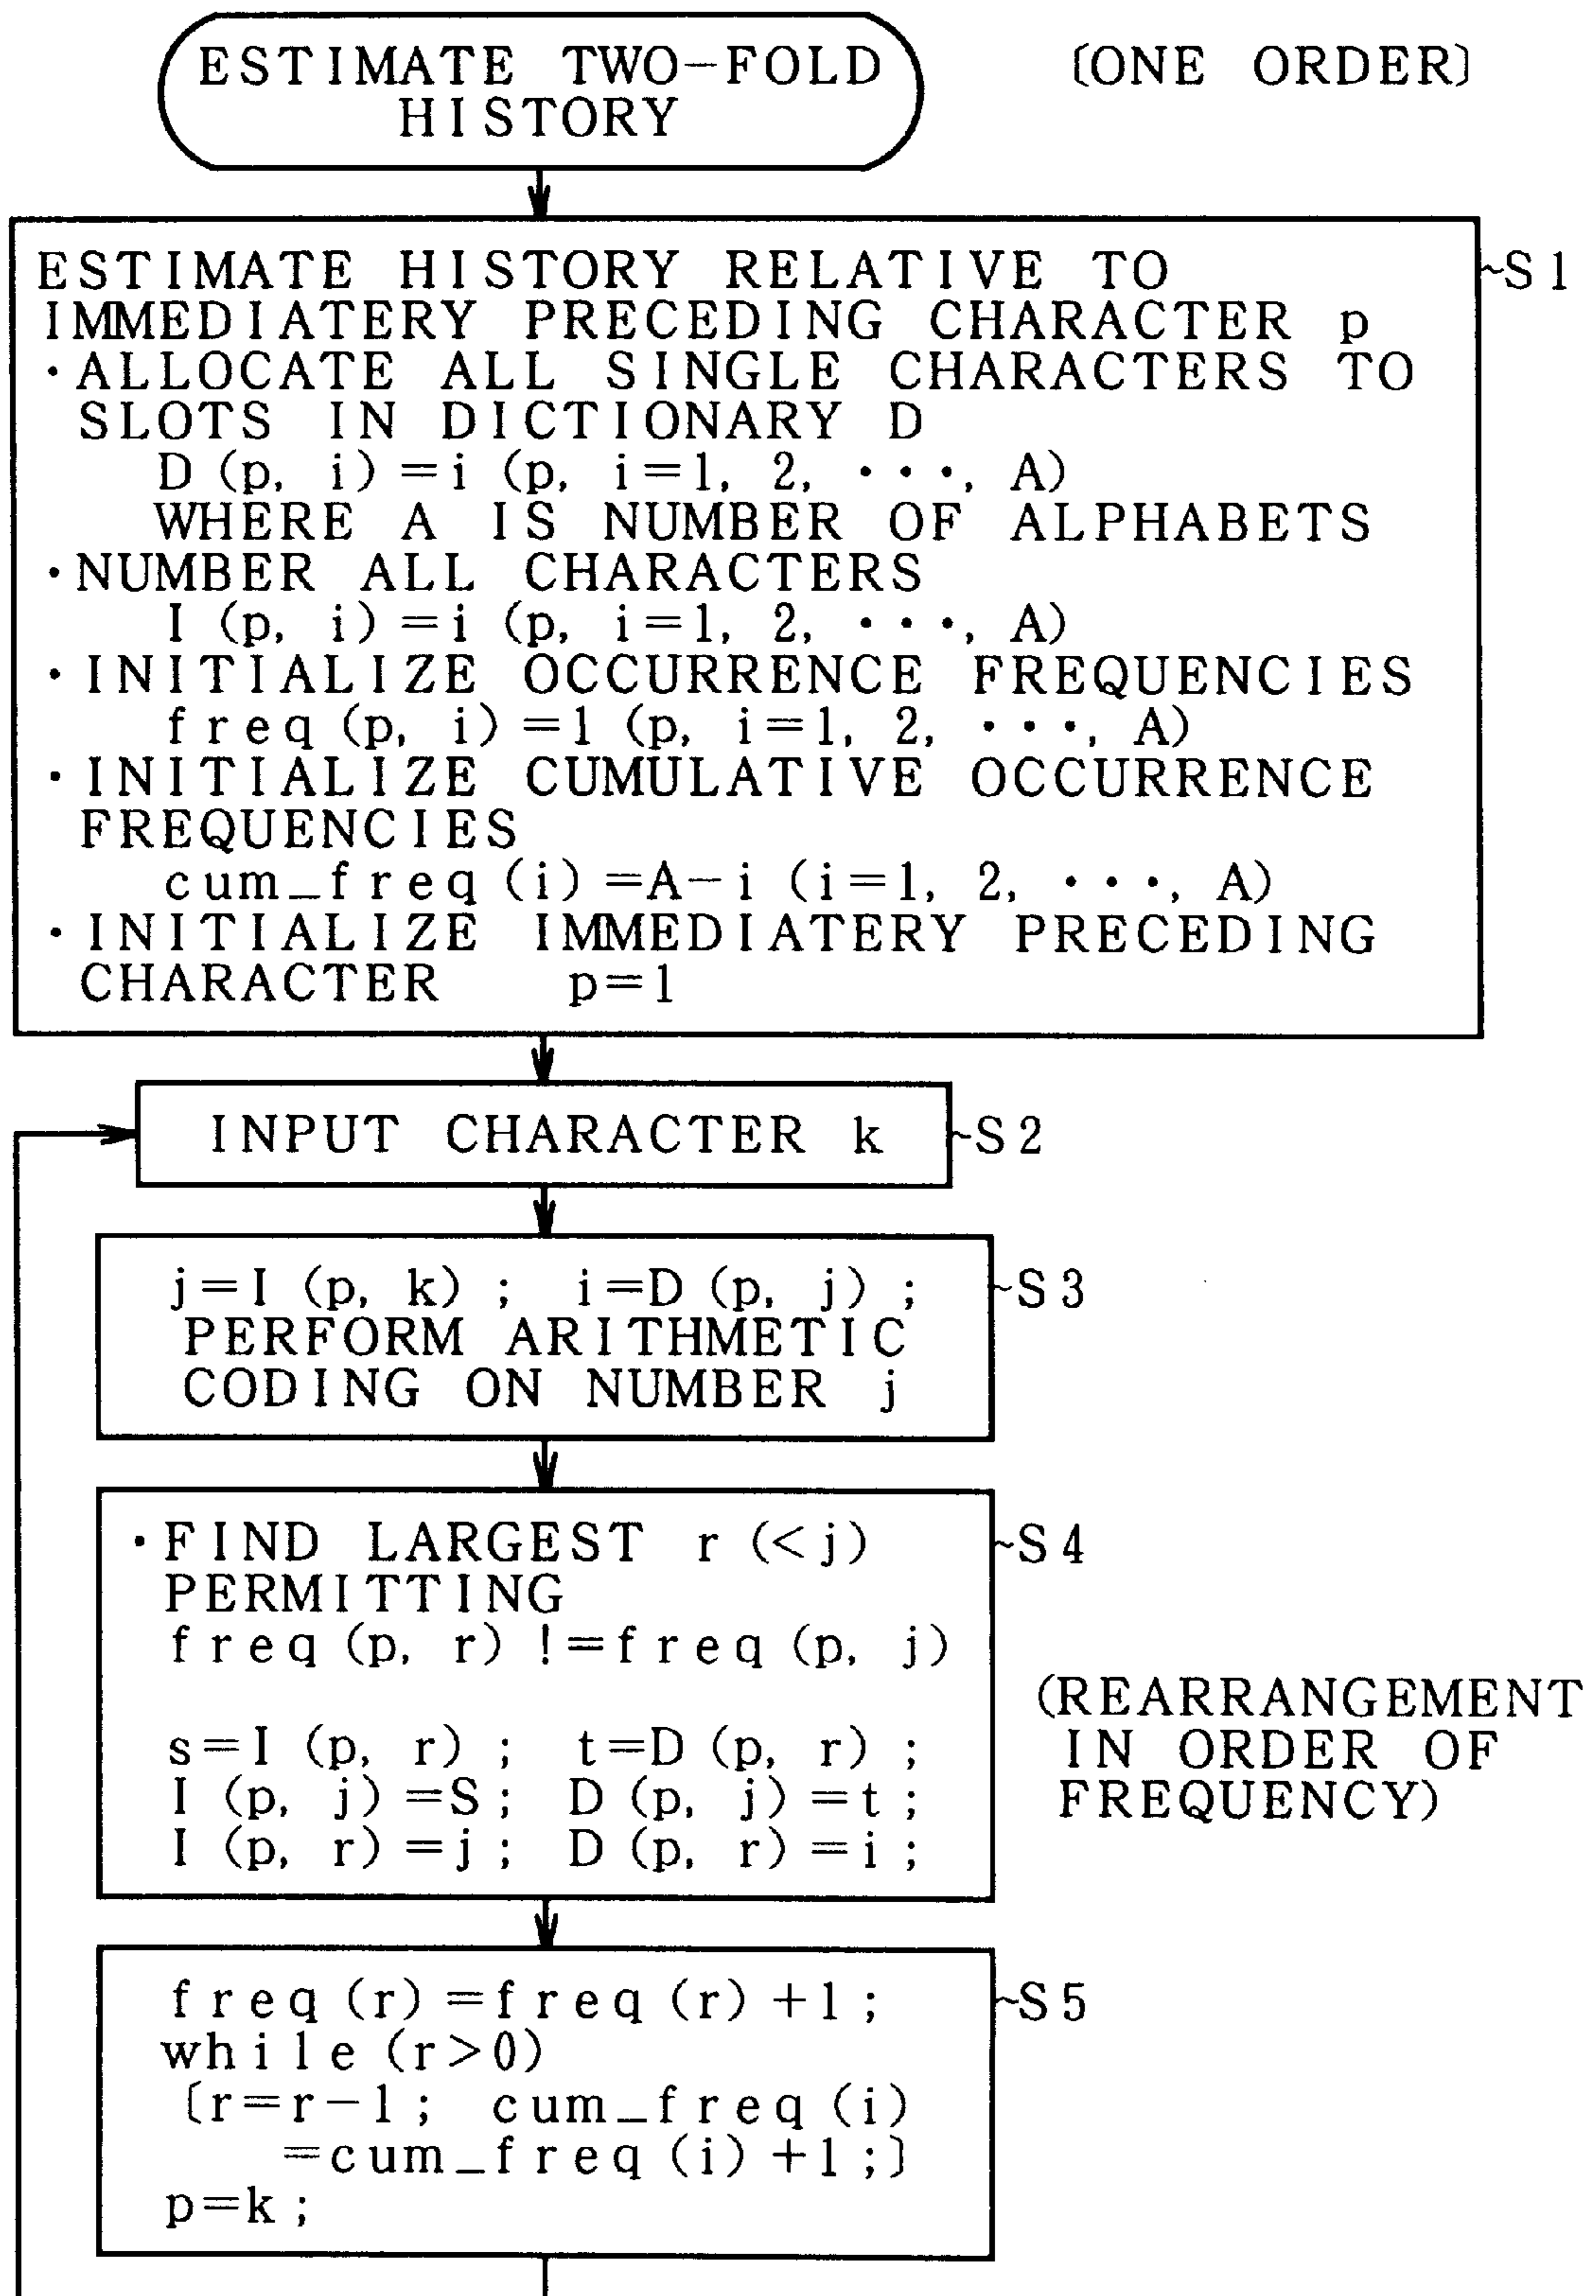 ESTIMATE TWO-FOLD
HISTORY
[ONE ORDER]
ESTIMATE HISTORY RELATIVE TO
IMMEDIATERY PRECEDING CHARACTER p
·ALLOCATE ALL SINGLE CHARACTERS TO
SLOTS IN DICTIONARY D
D (p, i) =i (p, i=1, 2, ···, A)
WHERE A IS NUMBER OF ALPHABETS
·NUMBER ALL CHARACTERS
I (p, i) =i (p, i=1, 2, ···, A)
·INITIALIZE OCCURRENCE FREQUENCIES
freq (p, i) =1 (p, i=1, 2, ···, A)
·INITIALIZE CUMULATIVE OCCURRENCE
FREQUENCIES
cum_freq (i) =A-i (i=1, 2, ···, A)
·INITIALIZE IMMEDIATERY PRECEDING
CHARACTER p=1
~S1
INPUT CHARACTER k
~S2
j=I (p, k) ; i=D (p, j) ;
PERFORM ARITHMETIC
CODING ON NUMBER j
~S3
·FIND LARGEST r (<j)
PERMITTING
freq (p, r) !=freq (p, j)
s=I (p, r) ; t=D (p, r) ;
I (p, j) =S; D (p, j) =t ;
I (p, r) =j; D (p, r) =i ;
~S4
(REARRANGEMENT
IN ORDER OF
FREQUENCY)
freq (r) =freq (r) +1 ;
while (r>0)
[r=r-1 ; cum_freq (i)
=cum_freq (i) +1 ;]
p=k ;
~S5